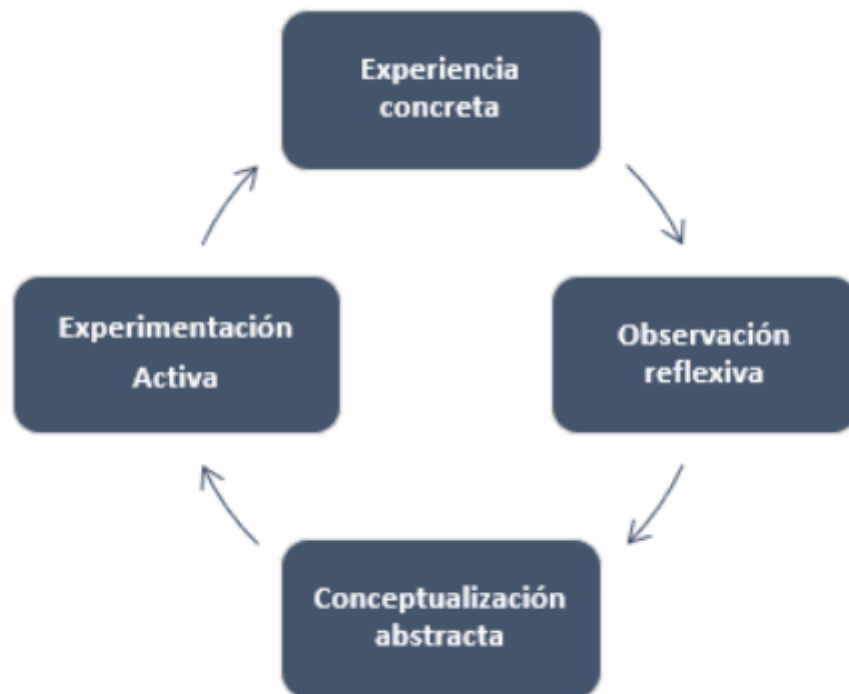 Experiencia
concreta
Observación
reflexiva
Conceptualización
abstracta
Experimentación
Activa